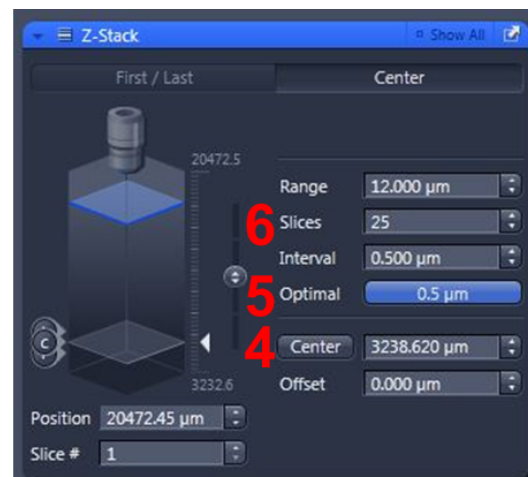 Z-Stack Show All
First / Last Center
20472.5
Range 12.000 µm
6 Slices 25
Interval 0.500 µm
5 Optimal 0.5 µm
4 Center 3238.620 µm
C
3232.6 Offset 0.000 µm
Position 20472.45 µm
Slice # 1